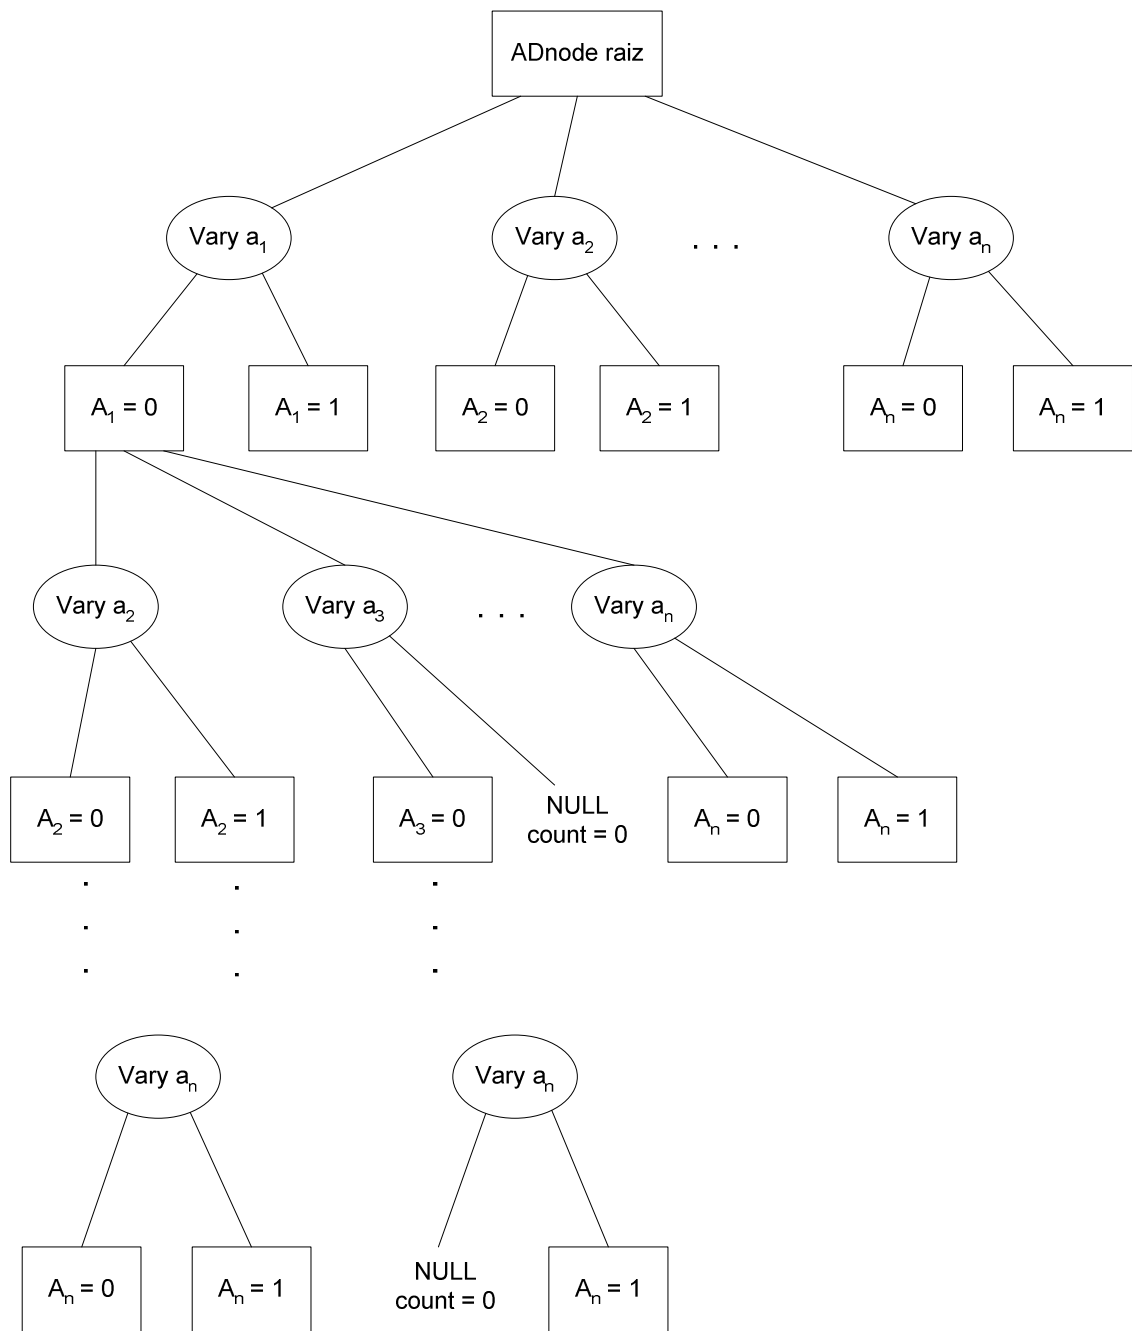 ADnode raiz
Vary a₁
Vary a₂
. . .
Vary aₙ
A₁ = 0
A₁ = 1
A₂ = 0
A₂ = 1
Aₙ = 0
Aₙ = 1
Vary a₂
Vary a₃
. . .
Vary aₙ
A₂ = 0
A₂ = 1
A₃ = 0
NULL
count = 0
Aₙ = 0
Aₙ = 1
Vary aₙ
Vary aₙ
Aₙ = 0
Aₙ = 1
NULL
count = 0
Aₙ = 1